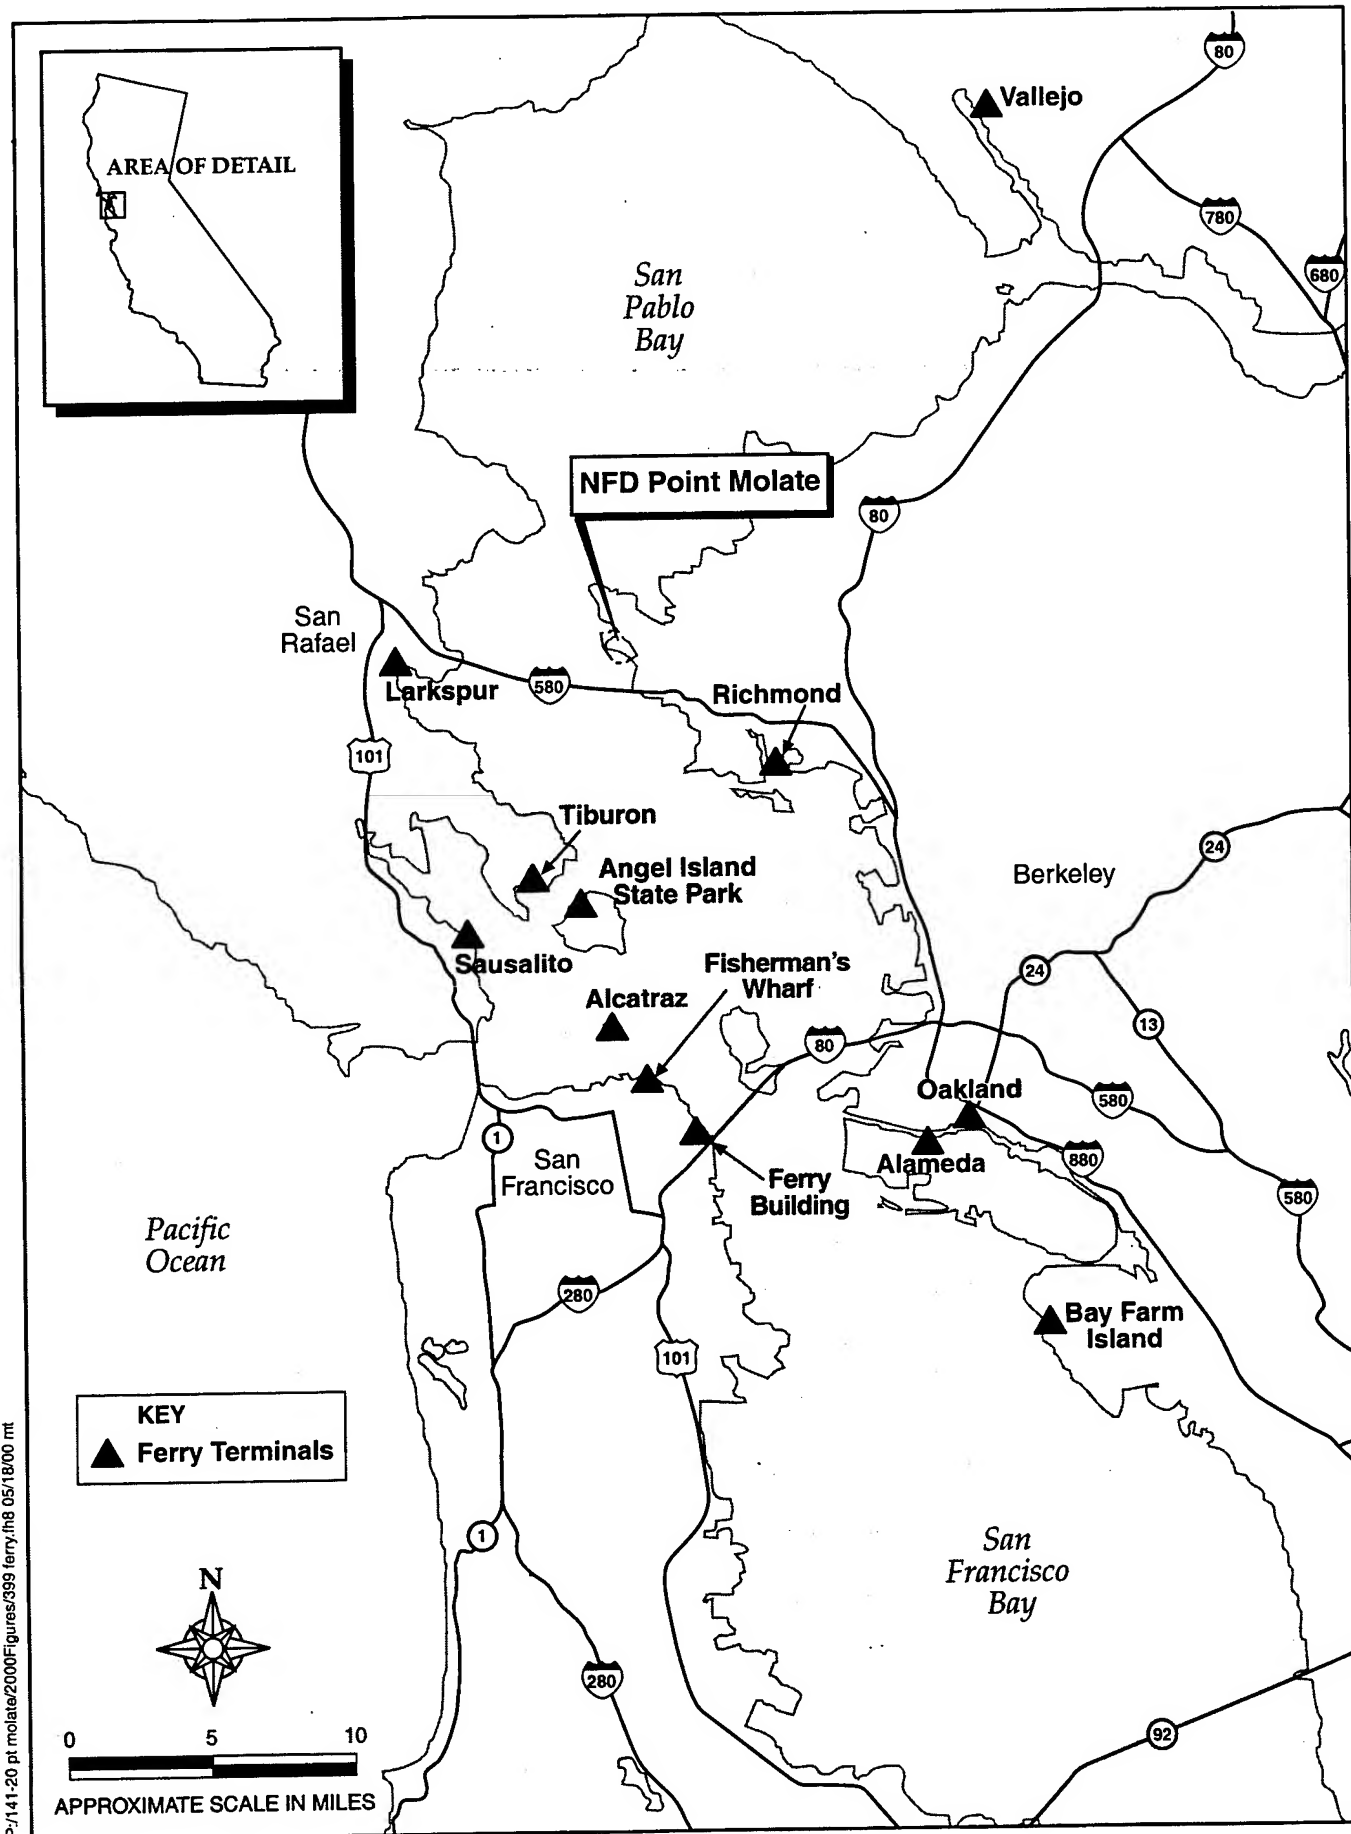 80
Vallejo
AREA OF DETAIL
780
680
San
Pablo
Bay
NFD Point Molate
80
San
Rafael
Larkspur
580
Richmond
101
Tiburon
24
Angel Island
State Park
Berkeley
Sausalito
Fisherman's
Wharf
24
Alcatraz
13
80
Oakland
580
1
San
Francisco
Alameda
880
Ferry
Building
580
Pacific
Ocean
280
Bay Farm
Island
101
KEY
Ferry Terminals
1
San
Francisco
Bay
N
280
92
0 5 10
APPROXIMATE SCALE IN MILES
P:/141-20 pt molate/2000Figures/399 ferry.fh8 05/18/00 mt